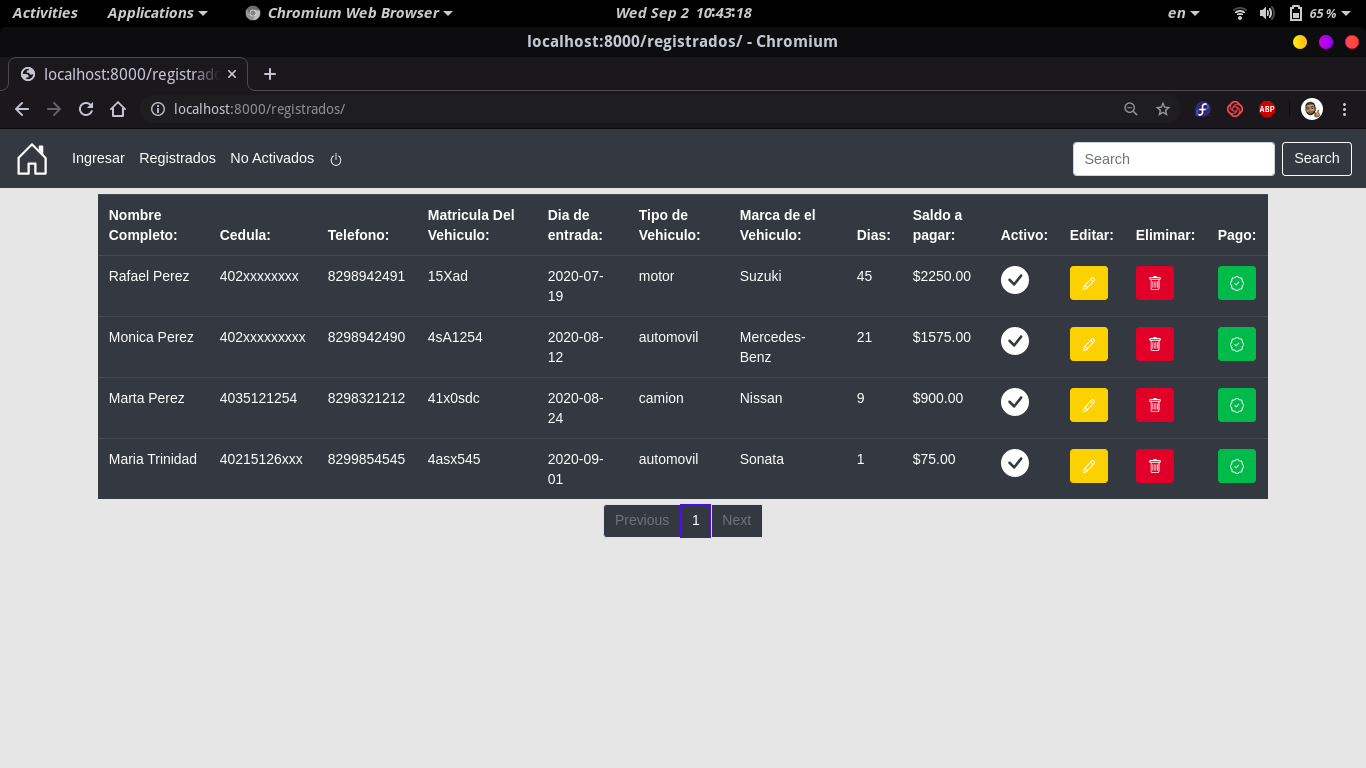 Activities Applications Chromium Web Browser Wed Sep 2 10:43:18 en 65 %
localhost:8000/registrados/ - Chromium
localhost:8000/registrado
localhost:8000/registrados/ ABP
Ingresar Registrados No Activados Search Search
Nombre Completo: Cedula: Telefono: Matricula Del Vehiculo: Dia de entrada: Tipo de Vehiculo: Marca de el Vehiculo: Dias: Saldo a pagar: Activo: Editar: Eliminar: Pago:
Rafael Perez 402xxxxxxxx 8298942491 15Xad 2020-07-19 motor Suzuki 45 $2250.00
Monica Perez 402xxxxxxxxx 8298942490 4sA1254 2020-08-12 automovil Mercedes-Benz 21 $1575.00
Marta Perez 4035121254 8298321212 41x0sdc 2020-08-24 camion Nissan 9 $900.00
Maria Trinidad 40215126xxx 8299854545 4asx545 2020-09-01 automovil Sonata 1 $75.00
Previous 1 Next